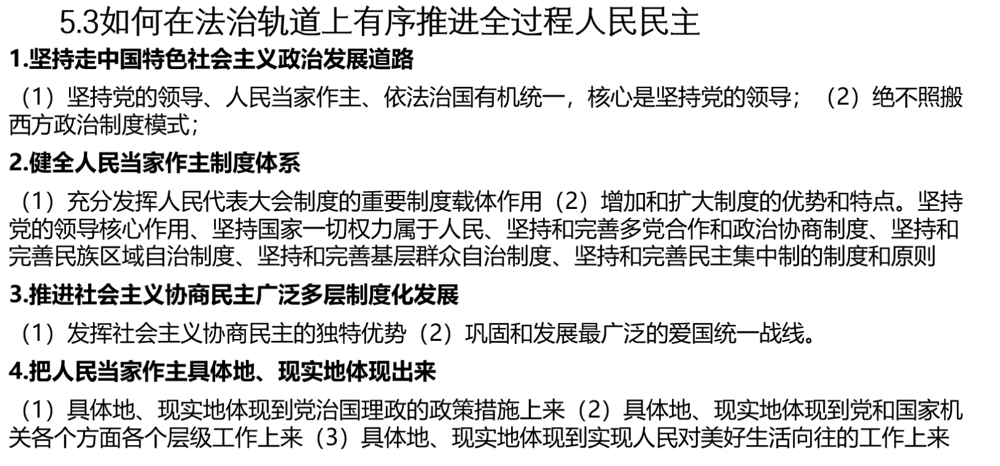 5.3如何在法治轨道上有序推进全过程人民民主
1.坚持走中国特色社会主义政治发展道路
（1）坚持党的领导、人民当家作主、依法治国有机统一，核心是坚持党的领导；（2）绝不照搬
西方政治制度模式；
2.健全人民当家作主制度体系
（1）充分发挥人民代表大会制度的重要制度载体作用（2）增加和扩大制度的优势和特点。坚持
党的领导核心作用、坚持国家一切权力属于人民、坚持和完善多党合作和政治协商制度、坚持和
完善民族区域自治制度、坚持和完善基层群众自治制度、坚持和完善民主集中制的制度和原则
3.推进社会主义协商民主广泛多层制度化发展
（1）发挥社会主义协商民主的独特优势（2）巩固和发展最广泛的爱国统一战线。
4.把人民当家作主具体地、现实地体现出来
（1）具体地、现实地体现到党治国理政的政策措施上来（2）具体地、现实地体现到党和国家机
关各个方面各个层级工作上来（3）具体地、现实地体现到实现人民对美好生活向往的工作上来